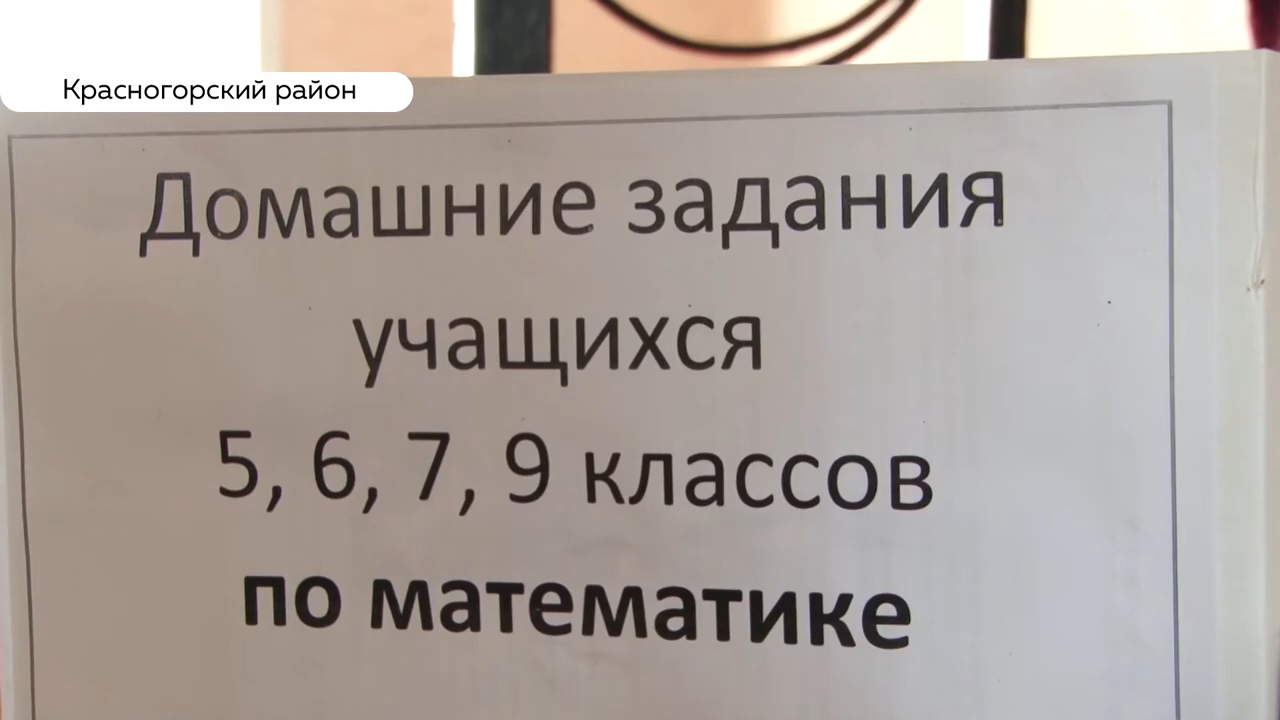 Красногорский район
Домашние задания
учащихся
5, 6, 7, 9 классов
по математике